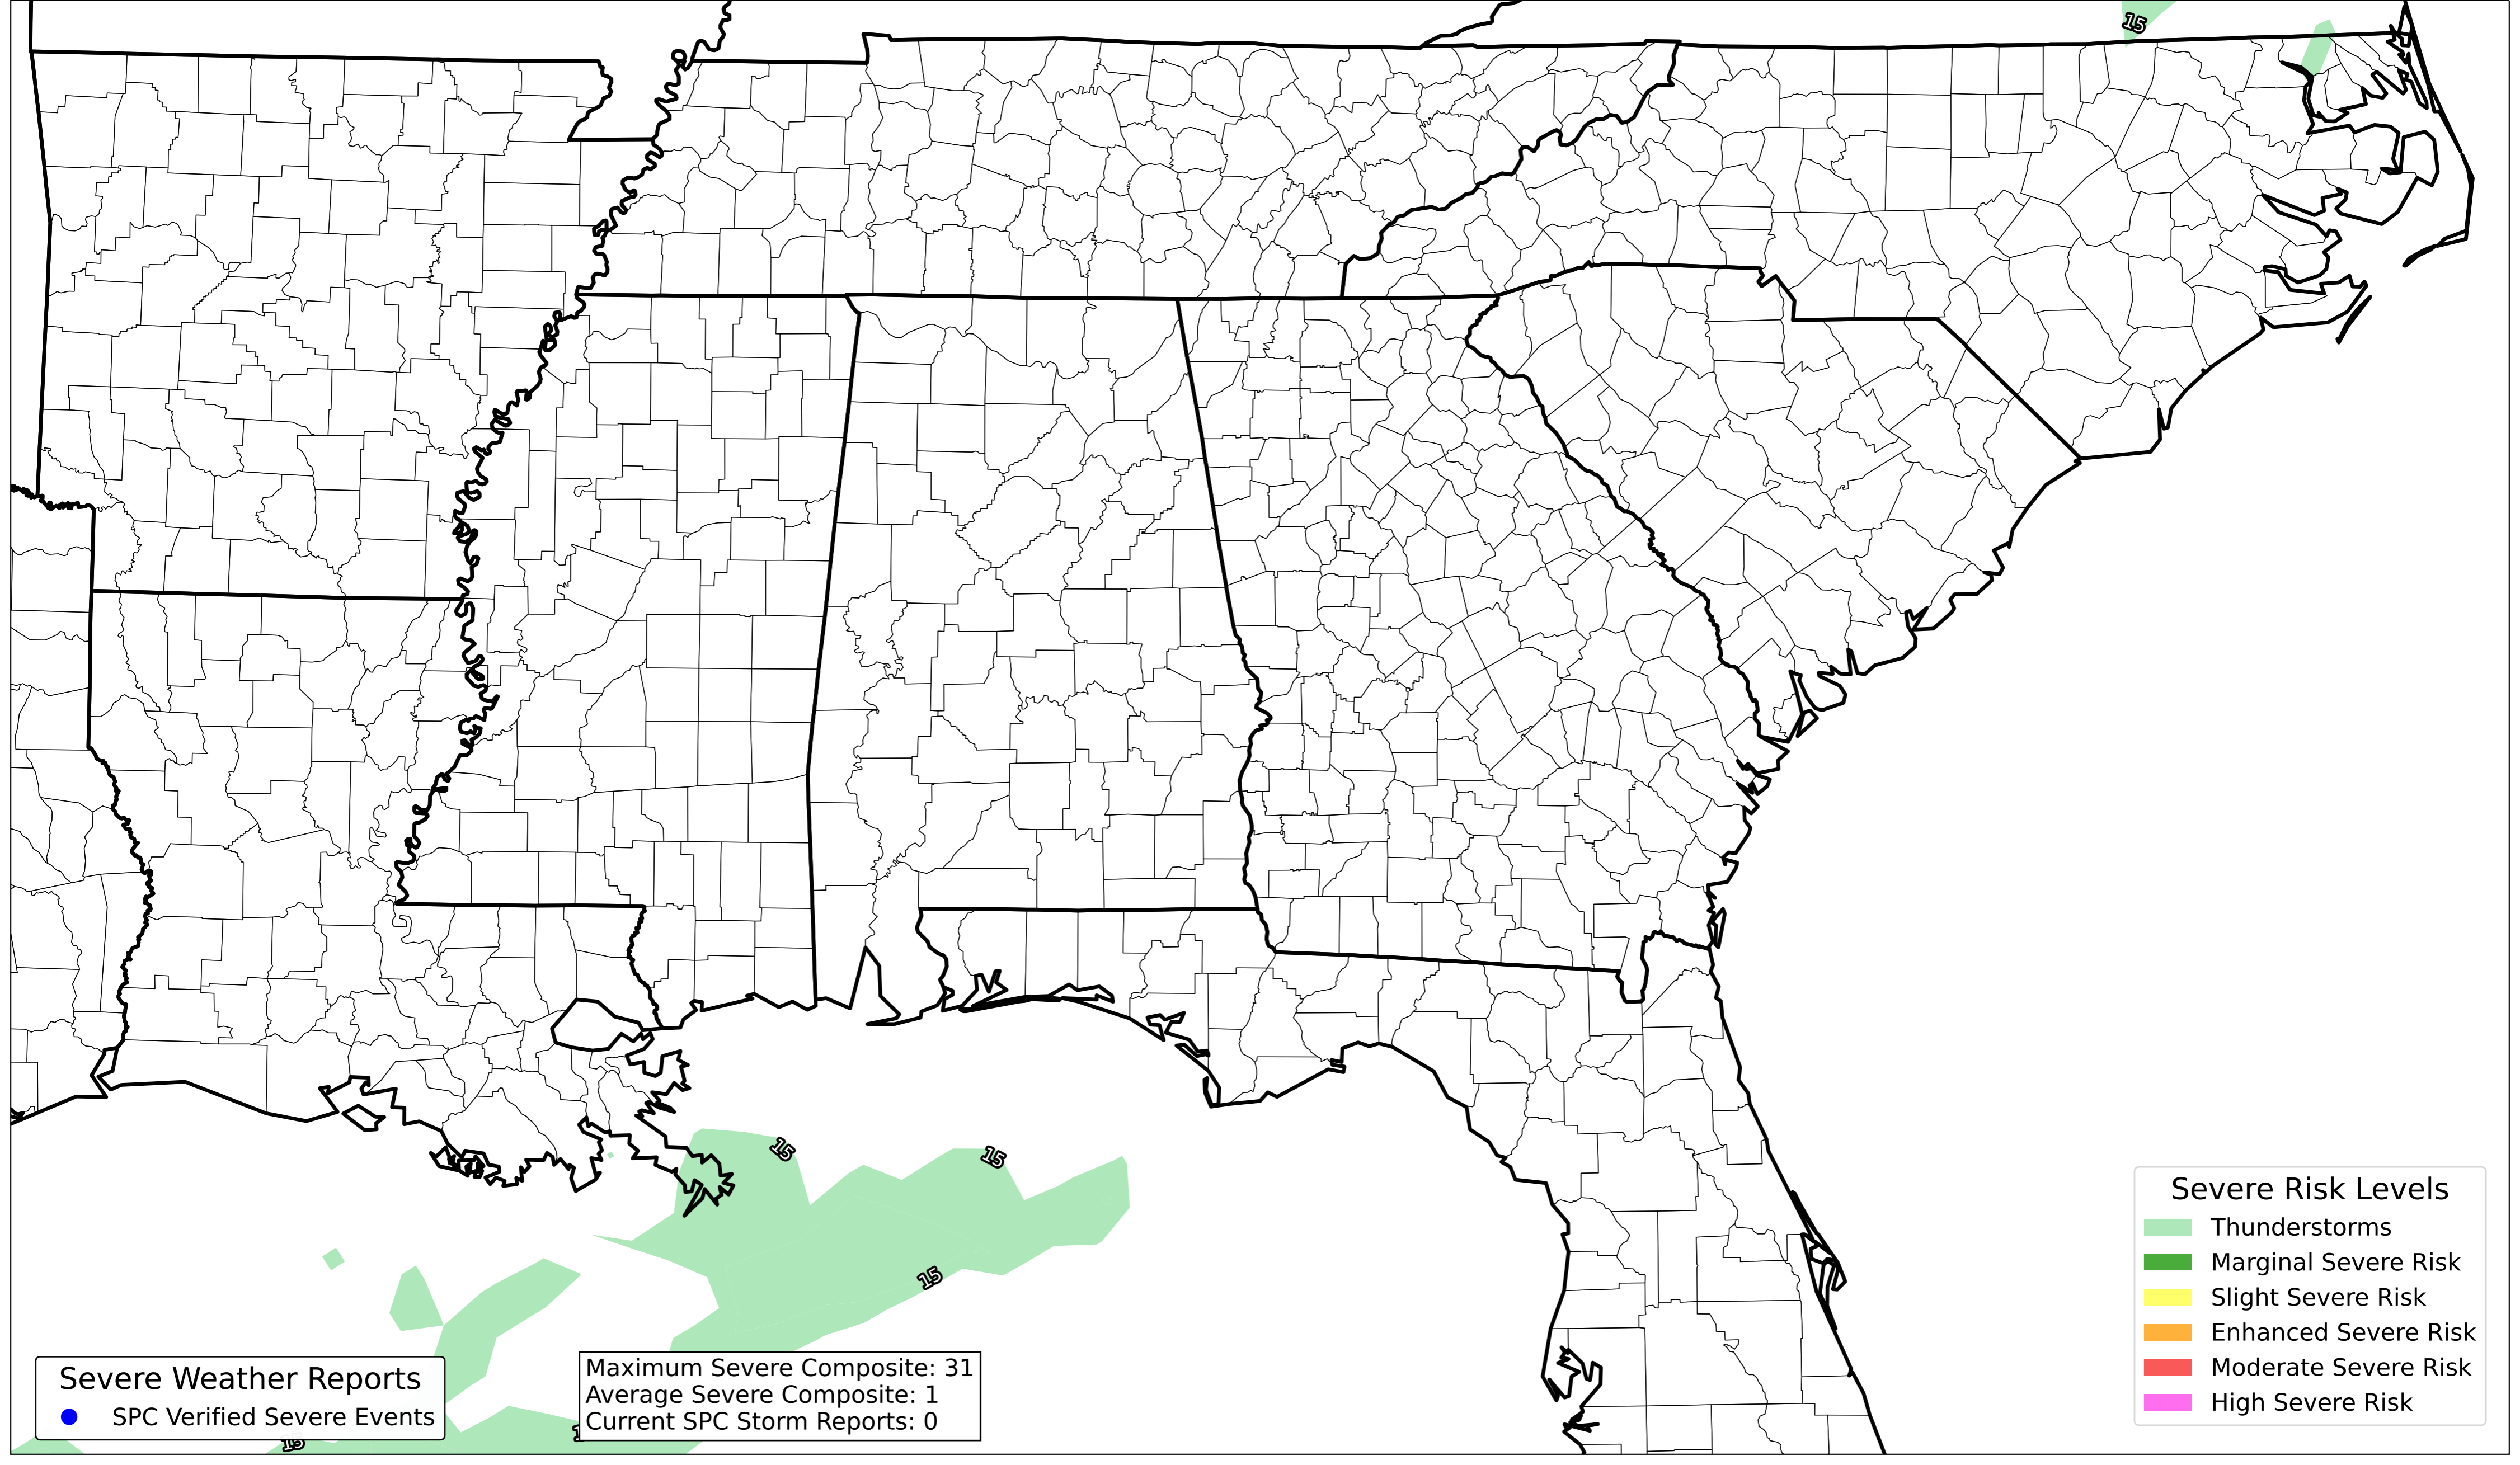 15
15
15
15
Severe Risk Levels
Thunderstorms
Marginal Severe Risk
Slight Severe Risk
Enhanced Severe Risk
Moderate Severe Risk
High Severe Risk
Severe Weather Reports
SPC Verified Severe Events
Maximum Severe Composite: 31
Average Severe Composite: 1
Current SPC Storm Reports: 0
15